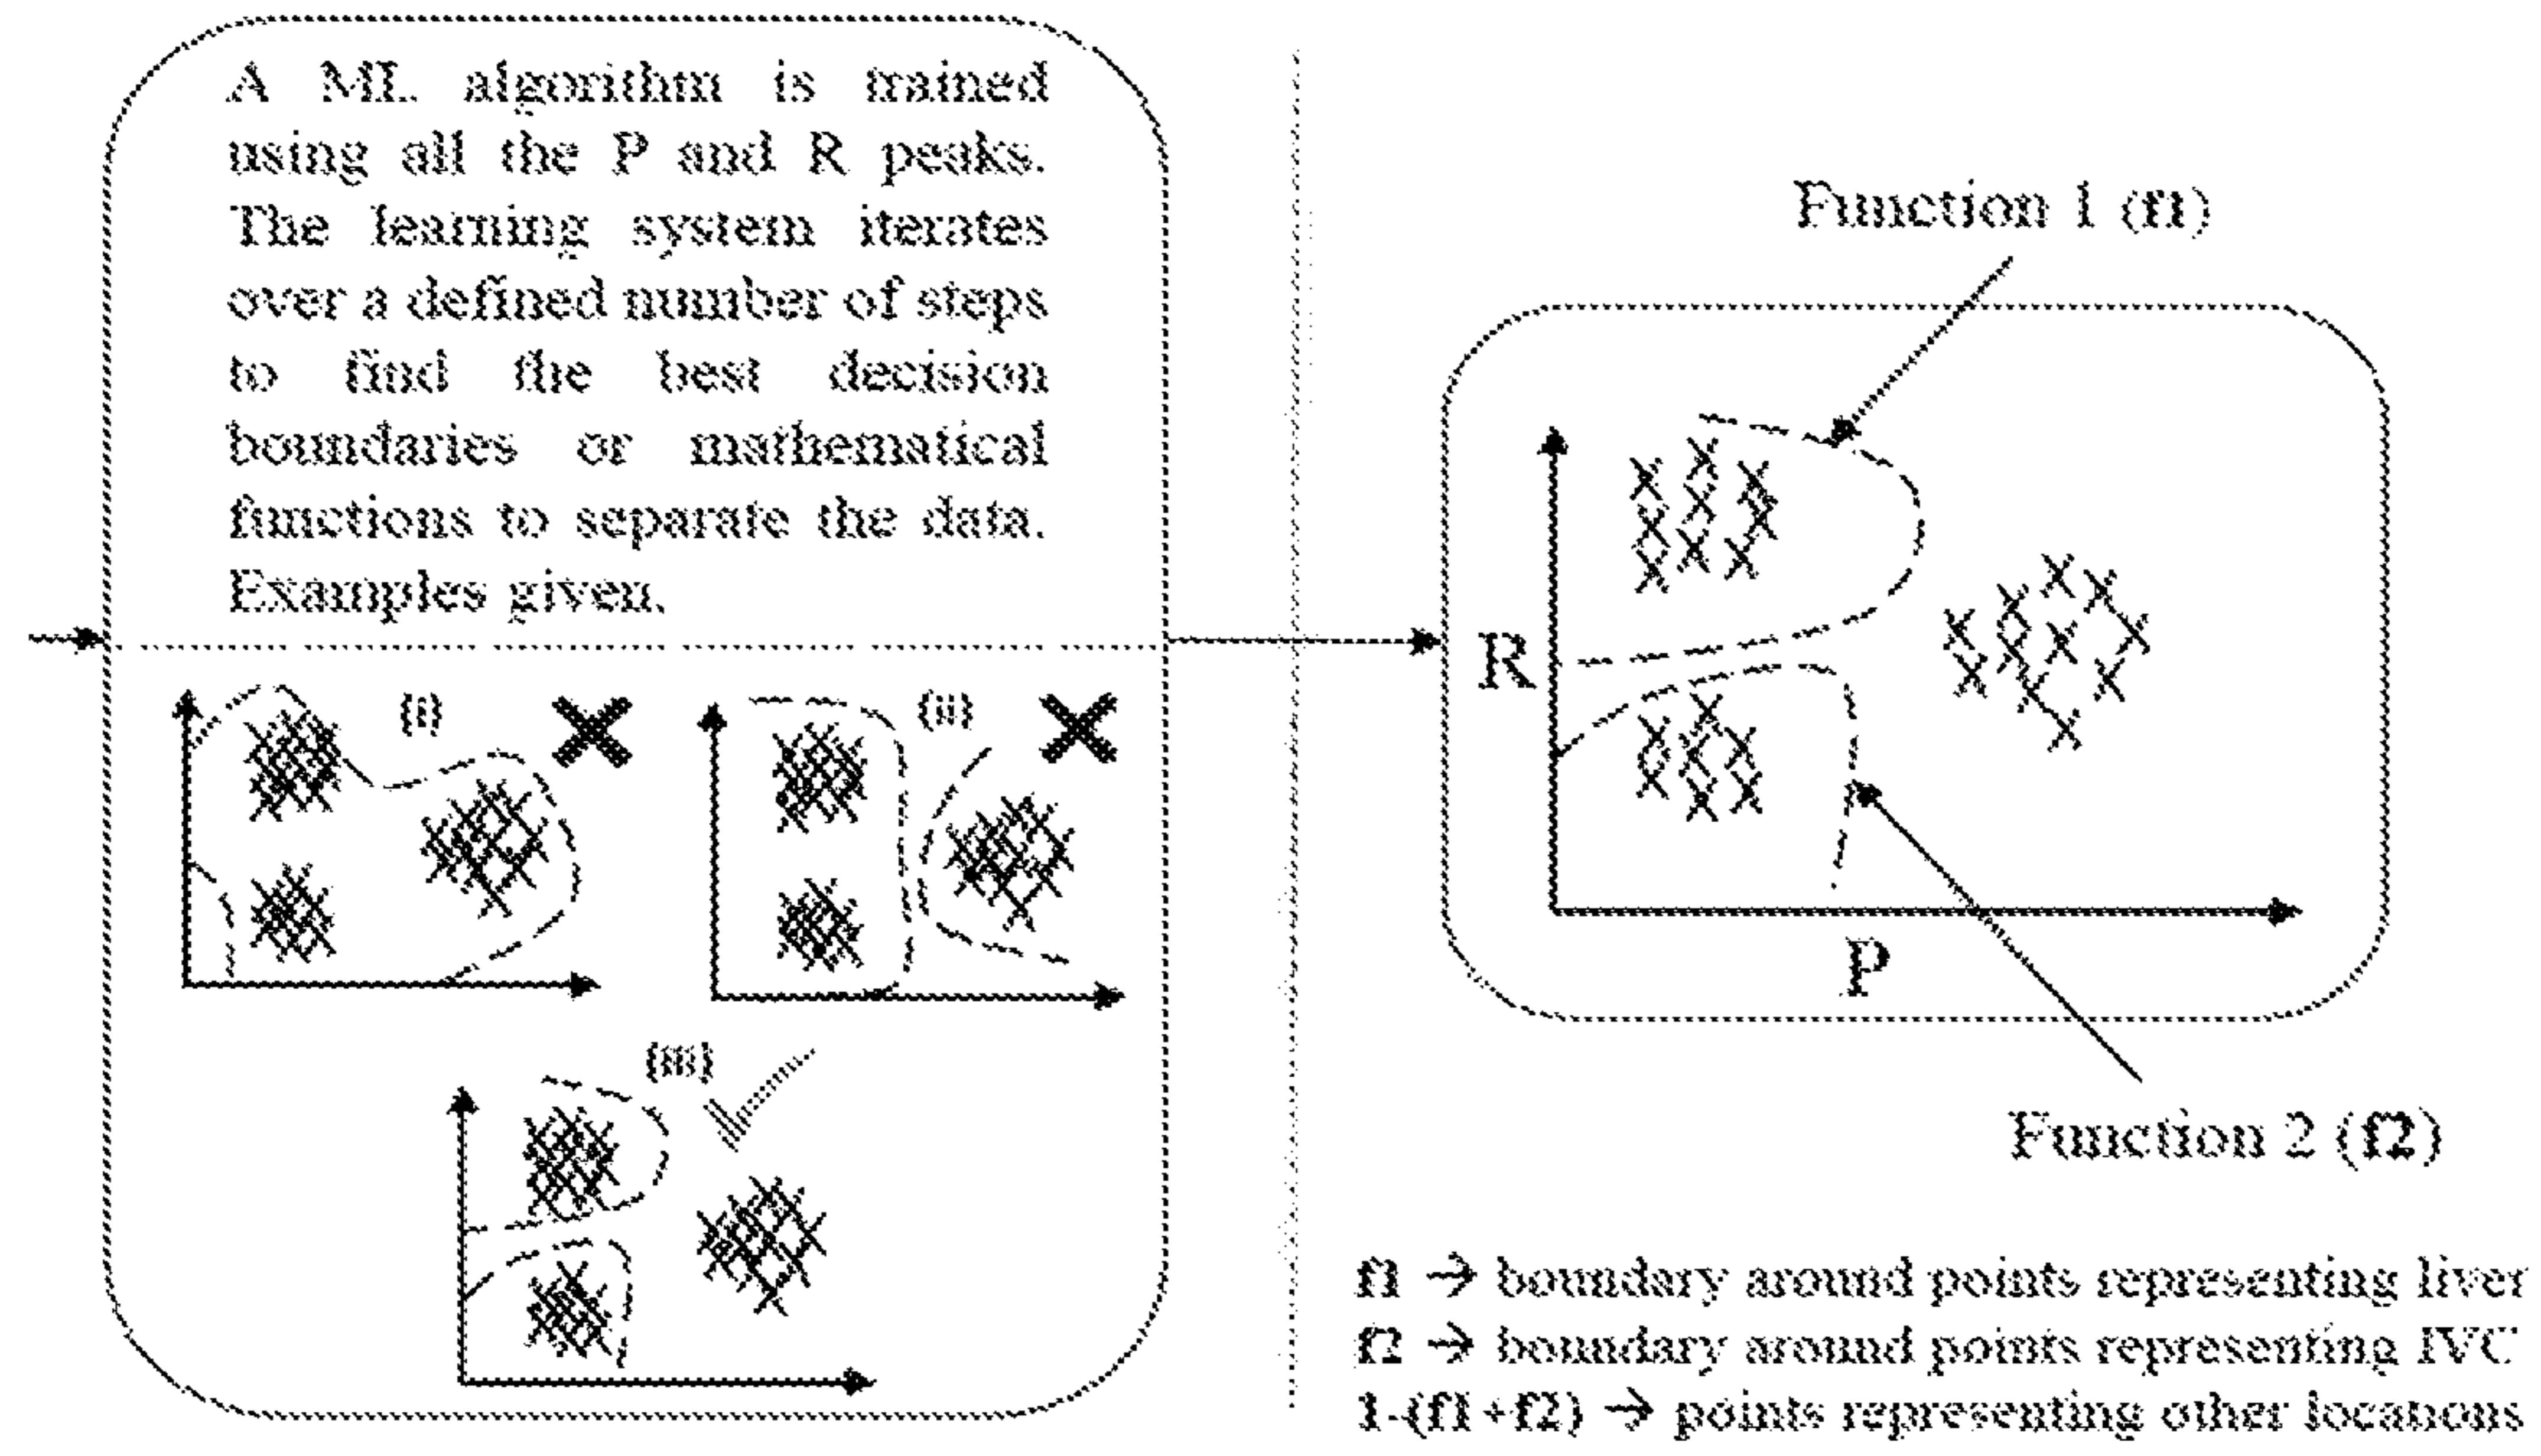 A ML algorithm is trained
using all the P and R peaks.
The learning system iterates
over a defined number of steps
to find the best decision
boundaries or mathematical
functions to separate the data.
Examples given.
(i)
(ii)
(iii)
Function 1 (f1)
R
P
Function 2 (f2)
f1 → boundary around points representing liver
f2 → boundary around points representing IVC
1-(f1+f2) → points representing other locations